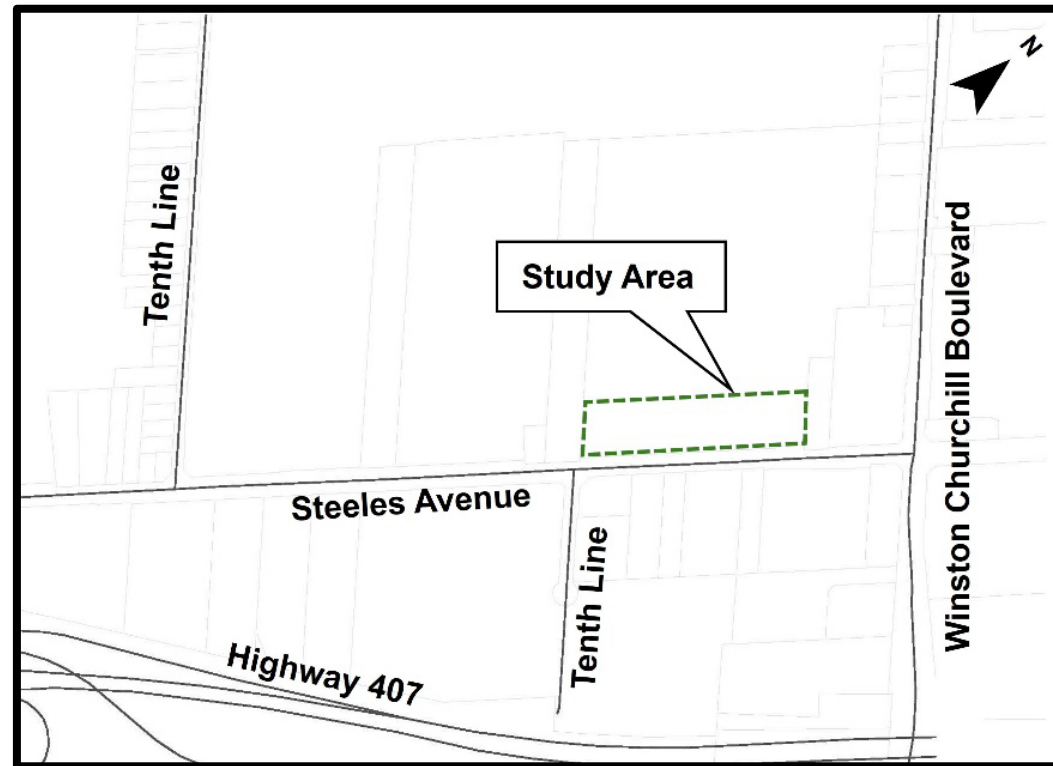 N
Tenth Line
Winston Churchill Boulevard
Study Area
Steeles Avenue
Tenth Line
Highway 407